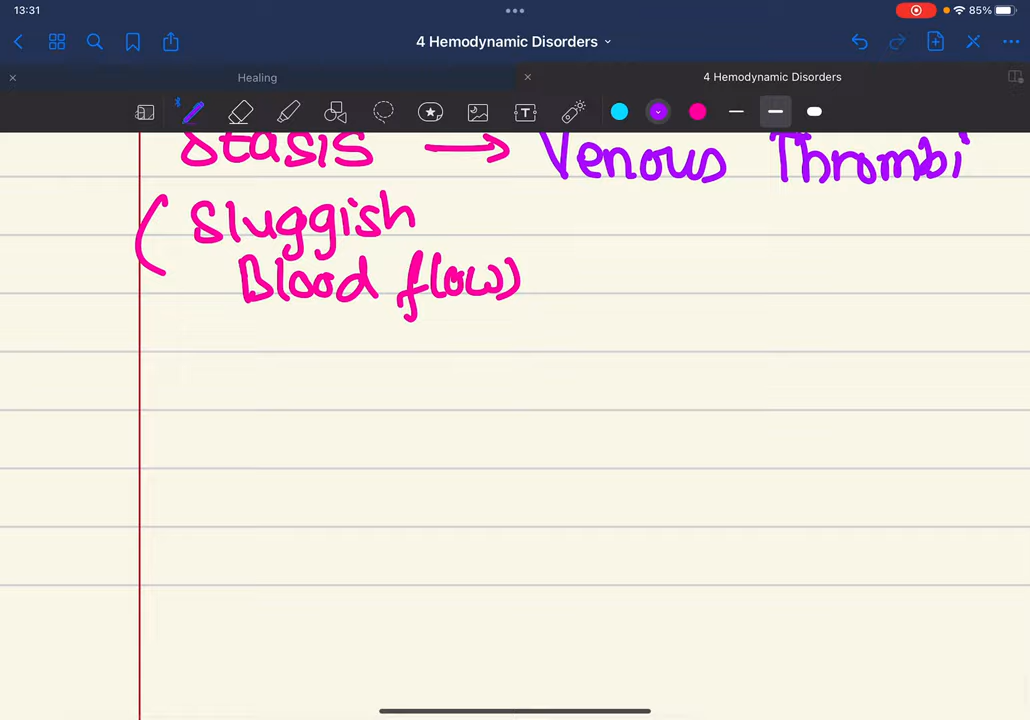 13:31
85%
4 Hemodynamic Disorders
Healing
4 Hemodynamic Disorders
Stasis → Venous Thrombi
(Sluggish
Blood flow)